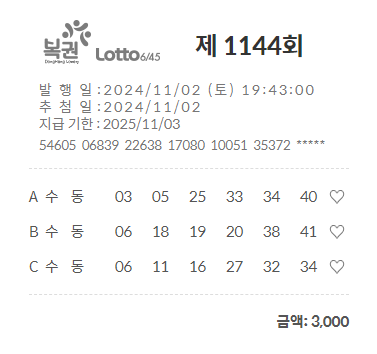 복권 Lotto6/45 제 1144회
DongHang Lottery
발 행 일 : 2024/11/02 (토) 19:43:00
추 첨 일 : 2024/11/02
지급 기한 : 2025/11/03
54605 06839 22638 17080 10051 35372 *****
A 수 동 03 05 25 33 34 40
B 수 동 06 18 19 20 38 41
C 수 동 06 11 16 27 32 34
금액: 3,000